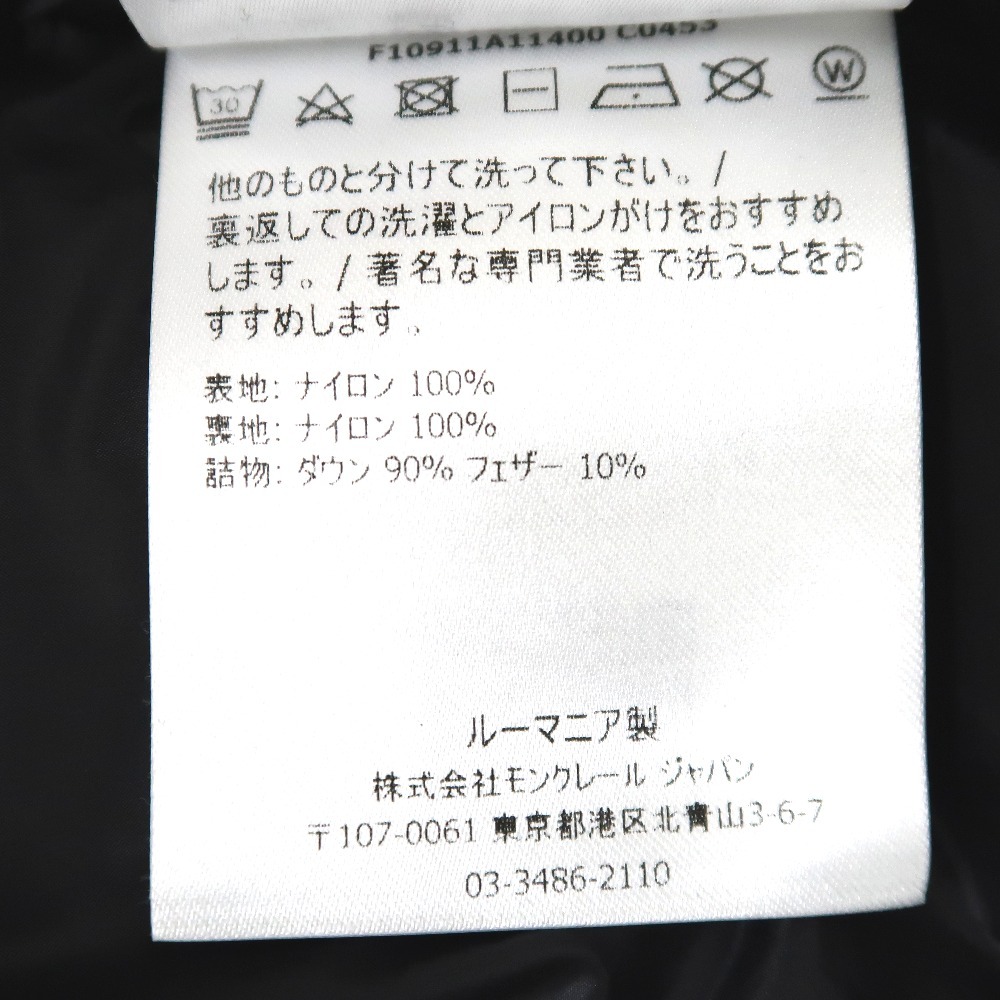 F10911A11400 C0453
30
W
他のものと分けて洗って下さい。/
裏返しての洗濯とアイロンがけをおすすめ
します。/ 著名な専門業者で洗うことをお
すすめします。
表地: ナイロン 100%
裏地: ナイロン 100%
詰物: ダウン 90% フェザー 10%
ルーマニア製
株式会社モンクレール ジャパン
〒107-0061 東京都港区北青山3-6-7
03-3486-2110